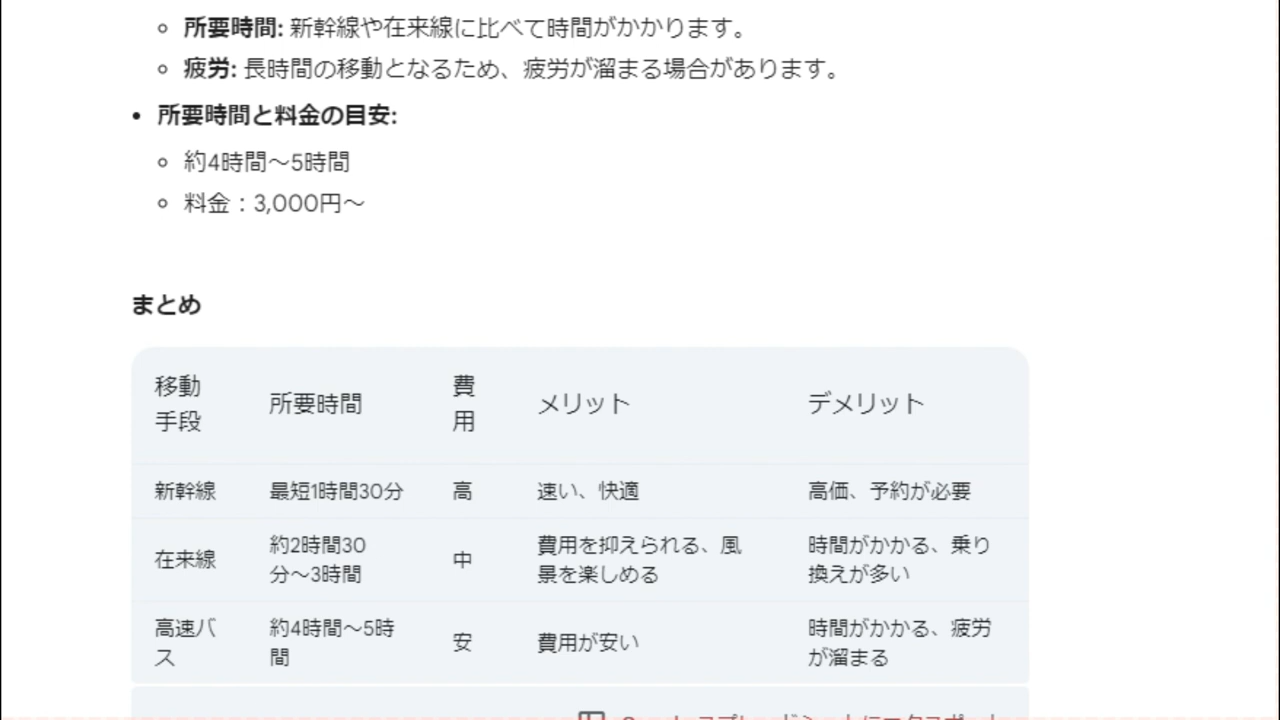 所要時間: 新幹線や在来線に比べて時間がかかります。
疲労: 長時間の移動となるため、疲労が溜まる場合があります。
所要時間と料金の目安:
約4時間〜5時間
料金：3,000円〜
まとめ
移動
手段
所要時間
費
用
メリット
デメリット
新幹線
最短1時間30分
高
速い、快適
高価、予約が必要
在来線
約2時間30
分〜3時間
中
費用を抑えられる、風
景を楽しめる
時間がかかる、乗り
換えが多い
高速バ
ス
約4時間〜5時
間
安
費用が安い
時間がかかる、疲労
が溜まる